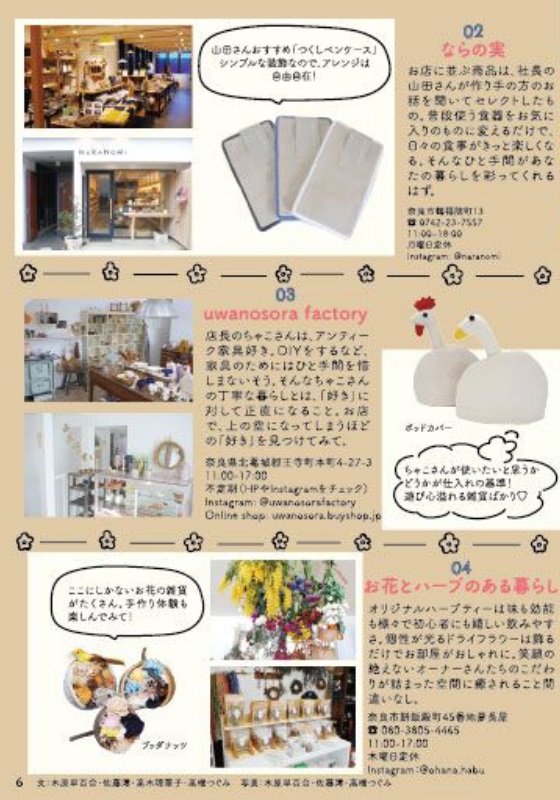 02
ならの実
お店に並ぶ商品は、社長の
山田さんが作り手の方のお
話を聞いてセレクトしたも
の。普段使う食器をお気に
入りのものに変えるだけで、
日々の食事がきっと楽しくな
る。そんなひと手間があな
たの暮らしを彩ってくれる
はず。
奈良市鶴福院町13
☎ 0742-23-7557
11:00-18:00
月曜日定休
Instagram: @naranomi
山田さんおすすめ「つくしペンケース」
シンプルな装飾なので、アレンジは
自由自在!
NARANOMI
03
uwanosora factory
店長のちゃこさんは、アンティー
ク家具好き。DIYをするなど、
家具のためにはひと手間を惜
しまないそう。そんなちゃこさん
の丁寧な暮らしとは、「好き」に
対して正直になること。お店
で、上の空になってしまうほど
の「好き」を見つけてみて。
奈良県北葛城郡王寺町本町4-27-3
11:00-17:00
不定期(HPやInstagramをチェック)
Instagram: @uwanosorafactory
Online shop: uwanosora.buyshop.jp
ポットカバー
ちゃこさんが使いたいと思うか
どうかが仕入れの基準!
遊び心溢れる雑貨ばかり♡
04
お花とハーブのある暮らし
オリジナルハーブティーは味も効能
も様々で初心者にも嬉しい飲みやす
さ。個性が光るドライフラワーは飾る
だけでお部屋がおしゃれに。笑顔の
絶えないオーナーさんたちのこだわ
りが詰まった空間に癒されること間
違いなし。
奈良市餅飯殿町45番地夢長屋
☎ 080-3805-4465
11:00-17:00
木曜日定休
Instagram:@ohana.habu
ここにしかないお花の雑貨
がたくさん。手作り体験も
楽しんでみて!
ブッダナッツ
6 文:木原早百合・佐藤凜・高木瑠華子・高橋つぐみ 写真:木原早百合・佐藤凜・高橋つぐみ